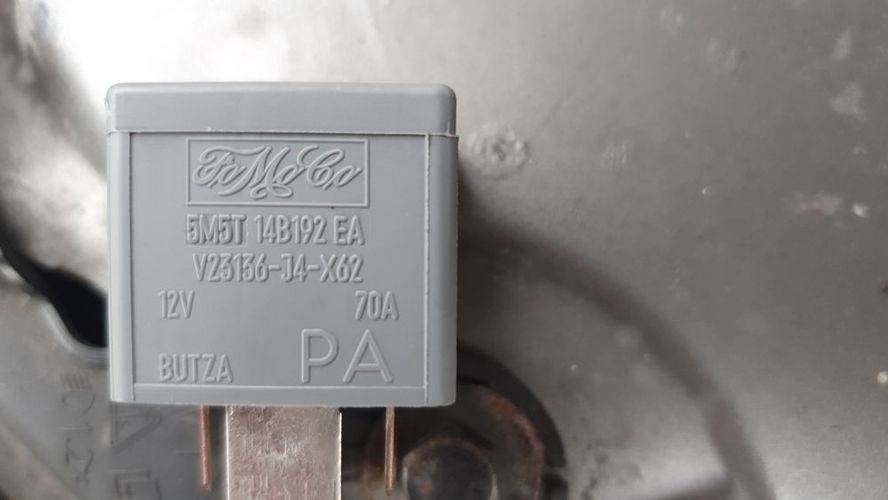 FoMoCo
5M5T 14B192 EA
V23136-J4-X62
12V 70A
BUTZA PA